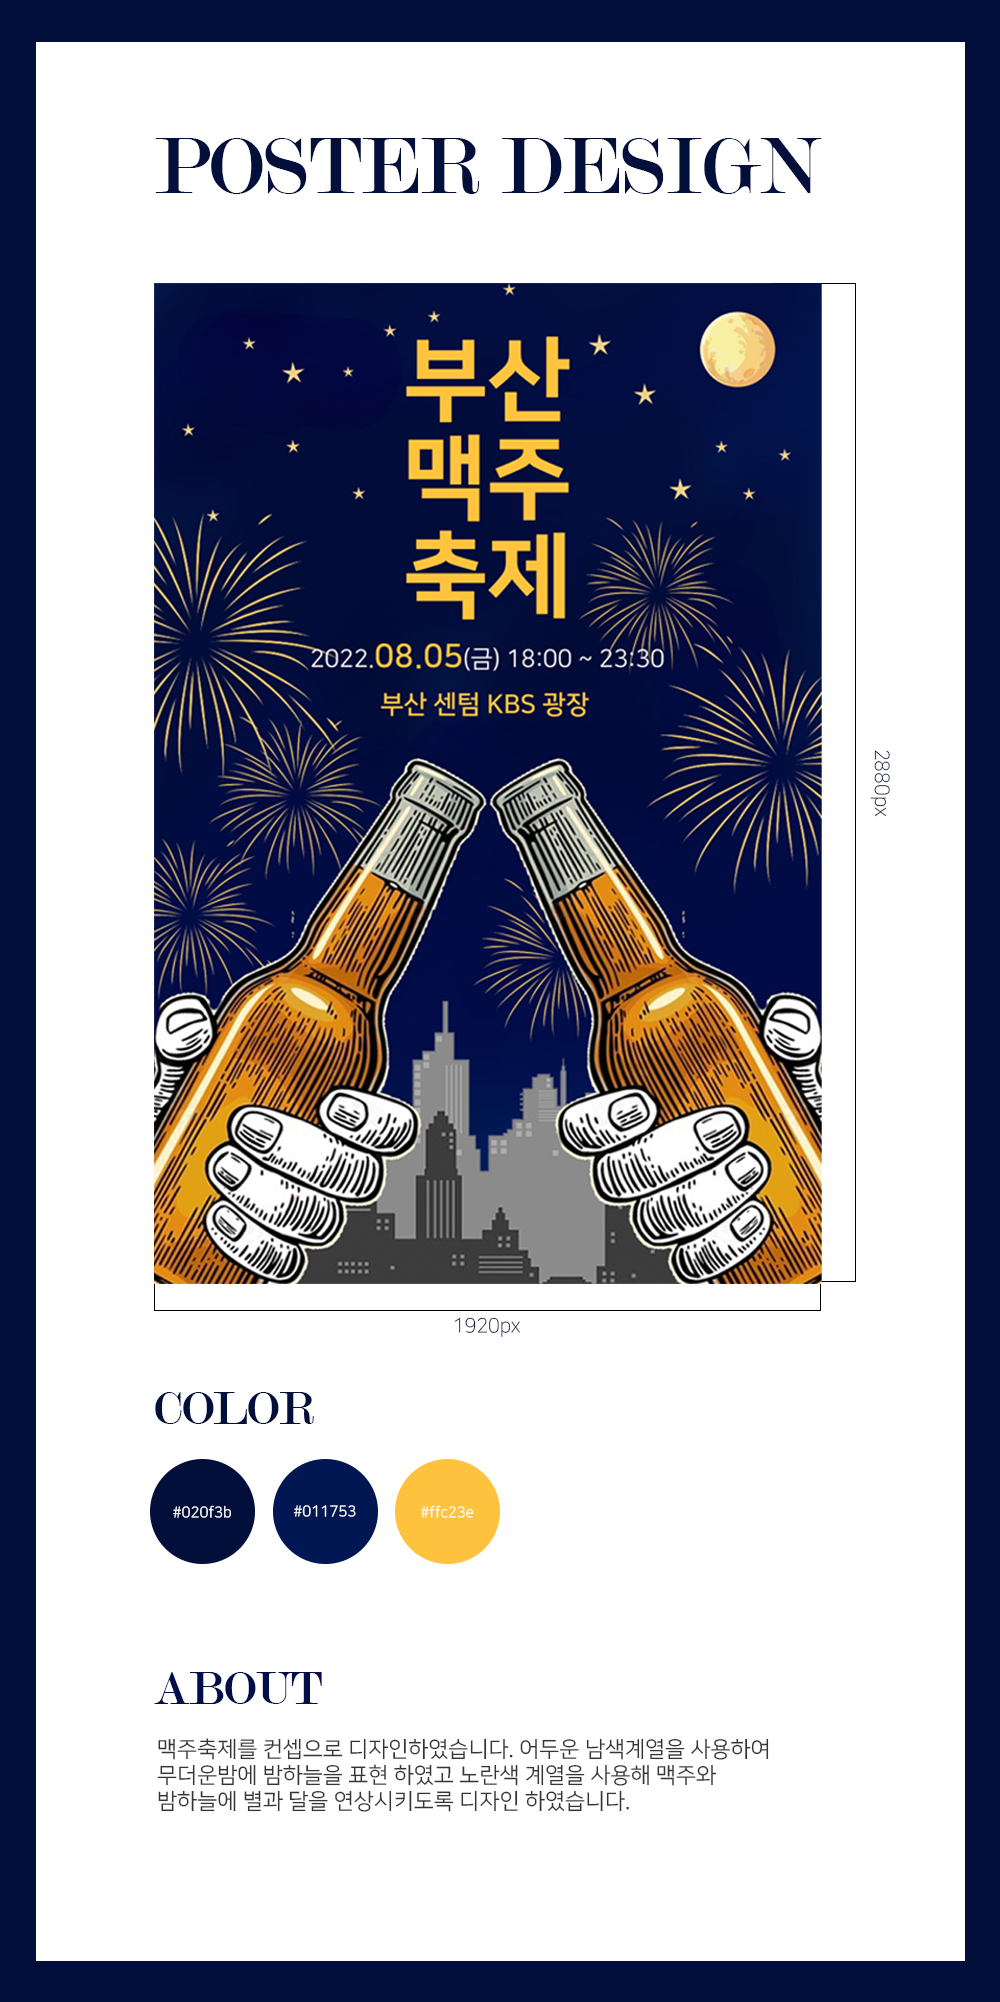 POSTER DESIGN
부산
맥주
축제
2022.08.05(금) 18:00 ~ 23:30
부산 센텀 KBS 광장
2880px
1920px
COLOR
#020f3b
#011753
#ffc23e
ABOUT
맥주축제를 컨셉으로 디자인하였습니다. 어두운 남색계열을 사용하여
무더운밤에 밤하늘을 표현 하였고 노란색 계열을 사용해 맥주와
밤하늘에 별과 달을 연상시키도록 디자인 하였습니다.